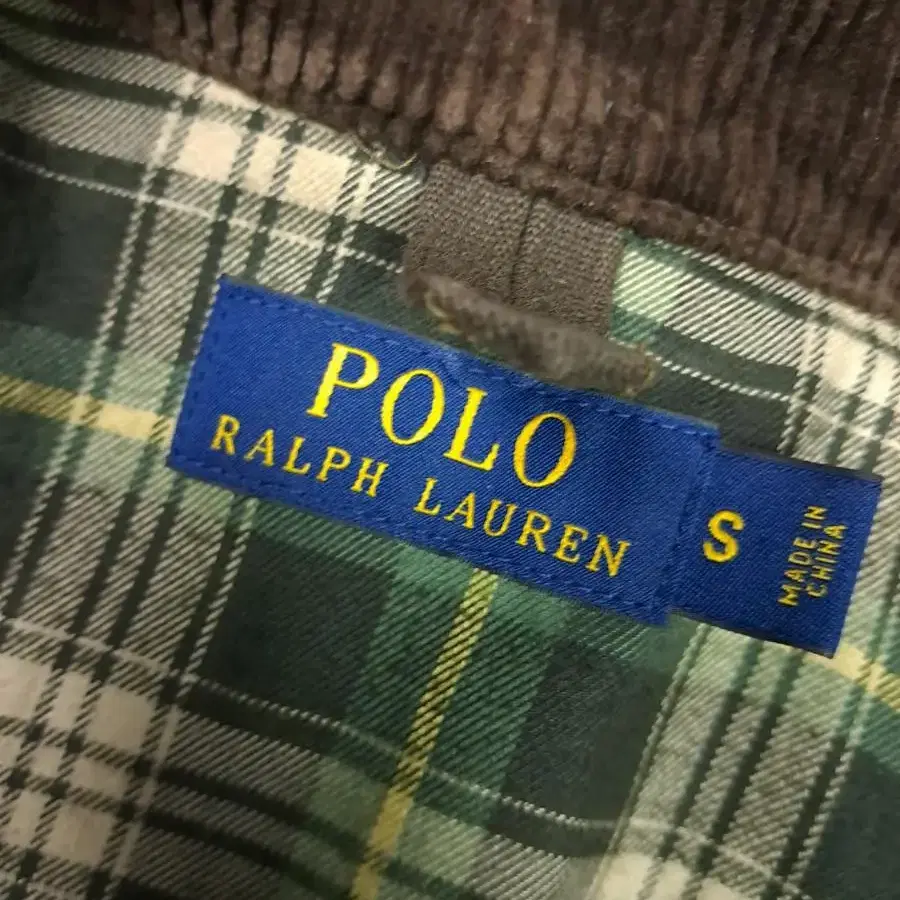 POLO
RALPH LAUREN
S
MADE IN
CHINA